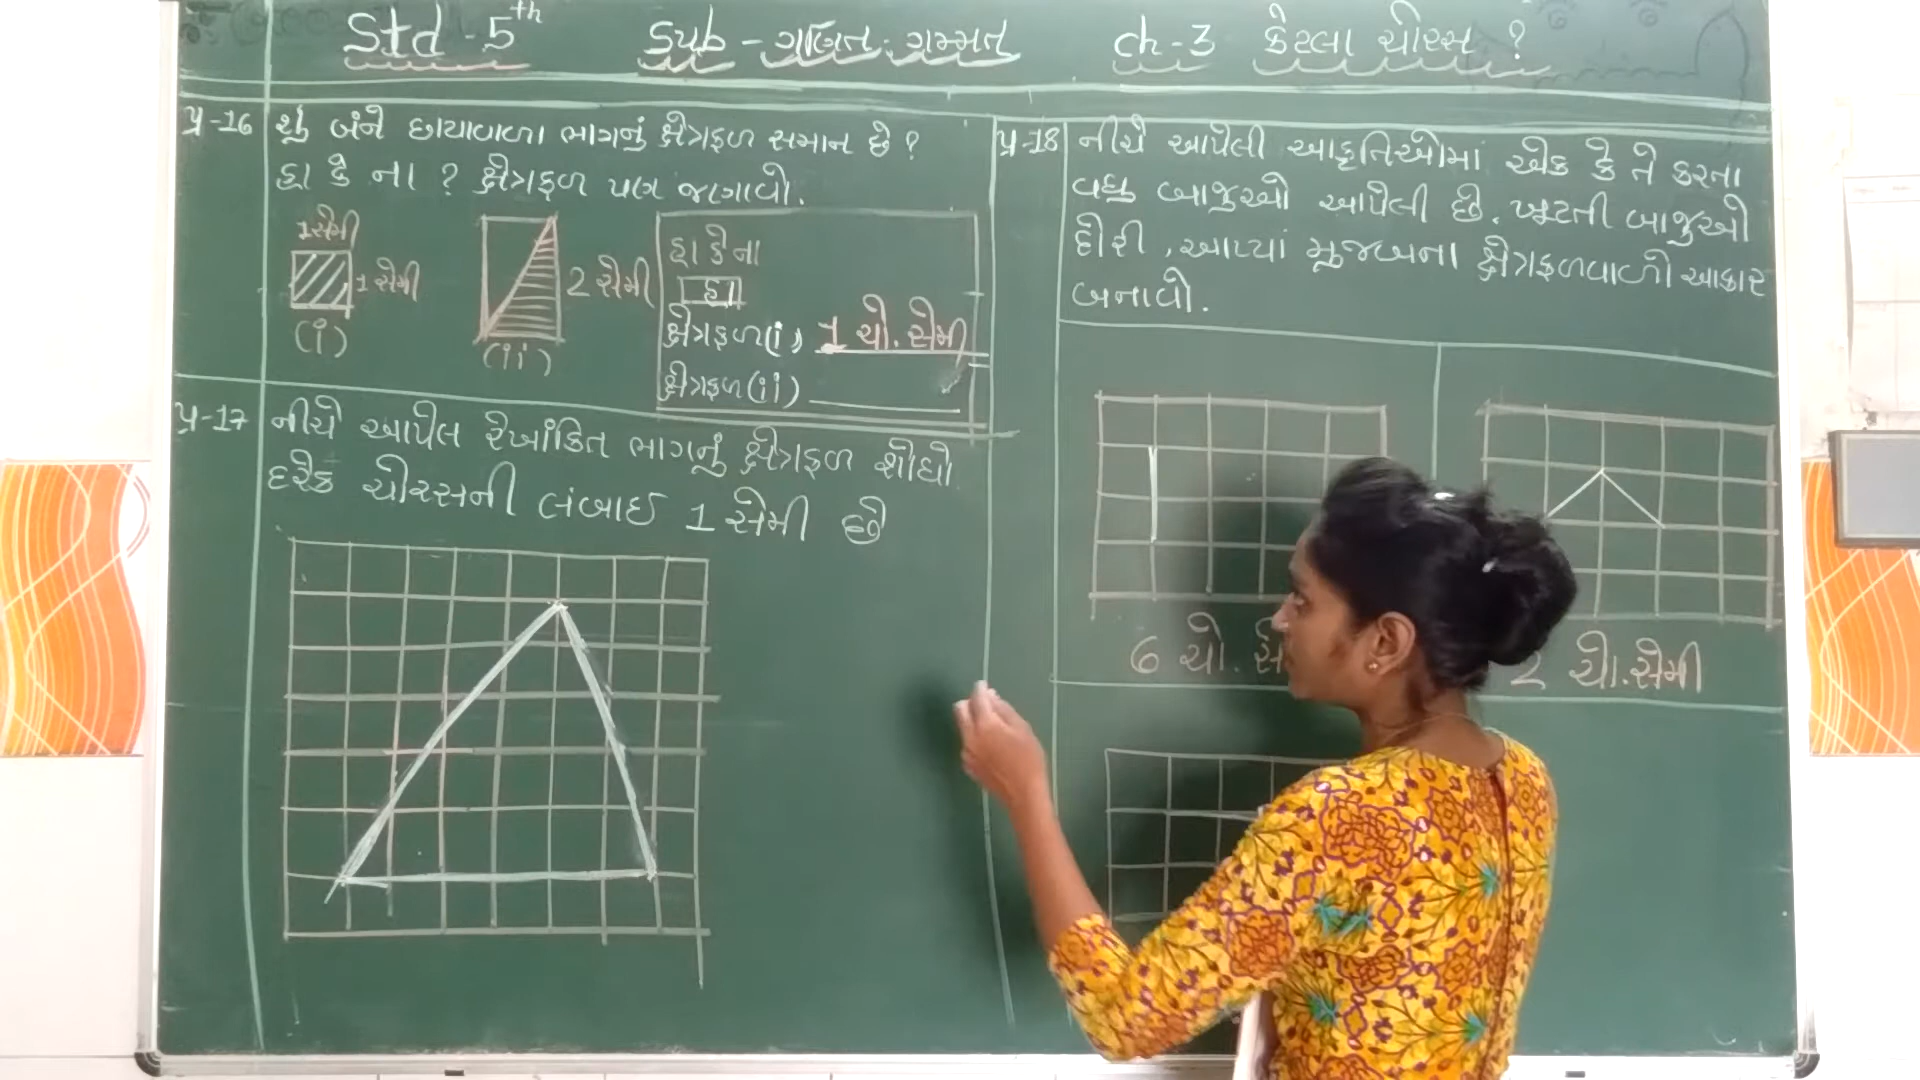 Std - 5th Sub - ગણિત-ગમ્મત ch-3 કેટલા ચોરસ ?
પ્ર-16 શું બંને છાયાવાળા ભાગનું ક્ષેત્રફળ સમાન છે ?
હા કે ના ? ક્ષેત્રફળ પણ જણાવો.
1સેમી
1 સેમી
(i)
2 સેમી
(ii)
હા કે ના
હા
ક્ષેત્રફળ(i) 1 ચો. સેમી
ક્ષેત્રફળ(ii)
પ્ર-17 નીચે આપેલ રેખાંકિત ભાગનું ક્ષેત્રફળ શોધો
દરેક ચોરસની લંબાઈ 1 સેમી છે
પ્ર-18 નીચે આપેલી આકૃતિઓમાં એક કે તે કરતા
વધુ બાજુઓ આપેલી છે. ખૂટતી બાજુઓ
દોરી, આપ્યાં મુજબના ક્ષેત્રફળવાળો આકાર
બનાવો.
6 ચો.
2 ચો.સેમી